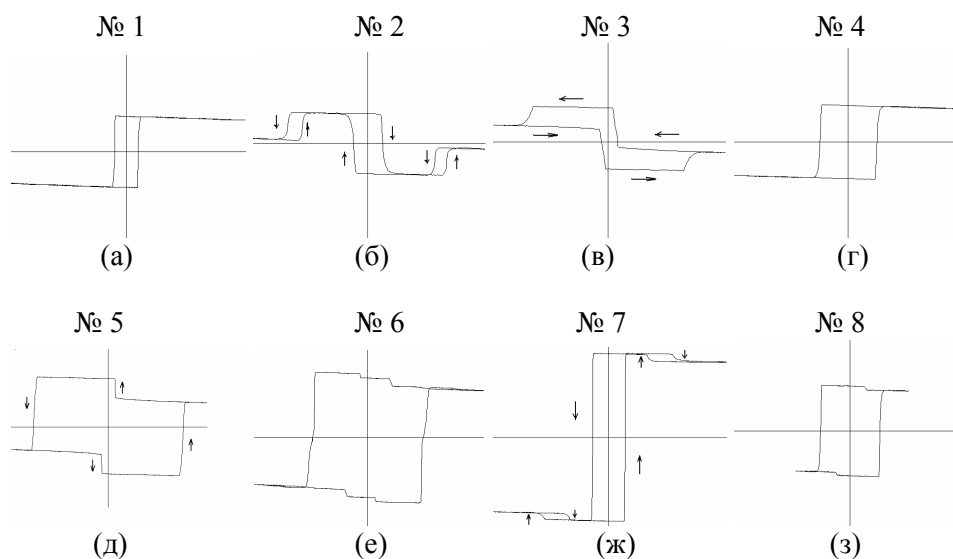 № 1 № 2 № 3 № 4
(а) (б) (в) (г)
№ 5 № 6 № 7 № 8
(д) (е) (ж) (з)